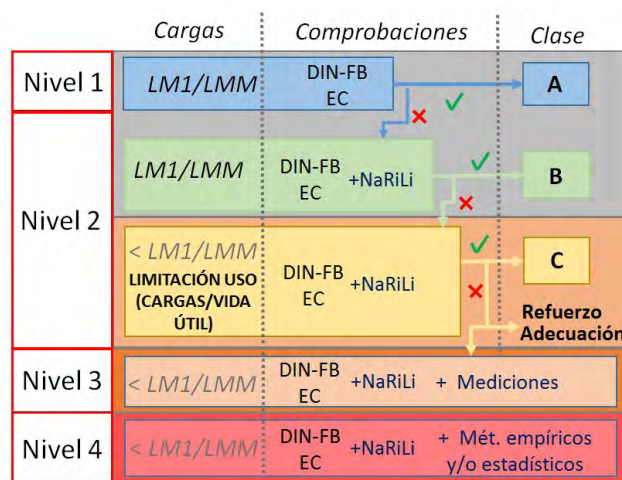 Cargas Comprobaciones Clase
Nivel 1
LM1/LMM
DIN-FB
EC
A
Nivel 2
LM1/LMM
DIN-FB
EC
+NaRiLi
B
< LM1/LMM
LIMITACIÓN USO
(CARGAS/VIDA
ÚTIL)
DIN-FB
EC
+NaRiLi
C
Refuerzo
Adecuación
Nivel 3
< LM1/LMM
DIN-FB
EC
+NaRiLi
+ Mediciones
Nivel 4
< LM1/LMM
DIN-FB
EC
+NaRiLi
+ Mét. empíricos
y/o estadísticos